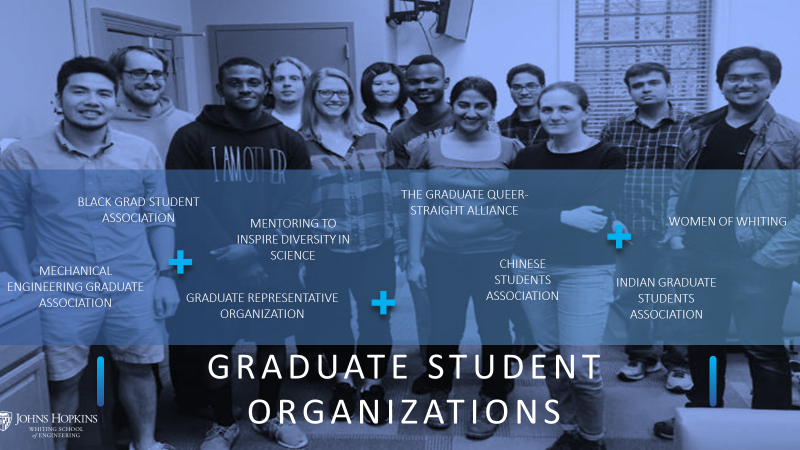 I AM OTHER
BLACK GRAD STUDENT
ASSOCIATION
MENTORING TO
INSPIRE DIVERSITY IN
SCIENCE
THE GRADUATE QUEER-
STRAIGHT ALLIANCE
WOMEN OF WHITING
MECHANICAL
ENGINEERING GRADUATE
ASSOCIATION
GRADUATE REPRESENTATIVE
ORGANIZATION
CHINESE
STUDENTS
ASSOCIATION
INDIAN GRADUATE
STUDENTS
ASSOCIATION
GRADUATE STUDENT
ORGANIZATIONS
JOHNS HOPKINS
WHITING SCHOOL
of ENGINEERING